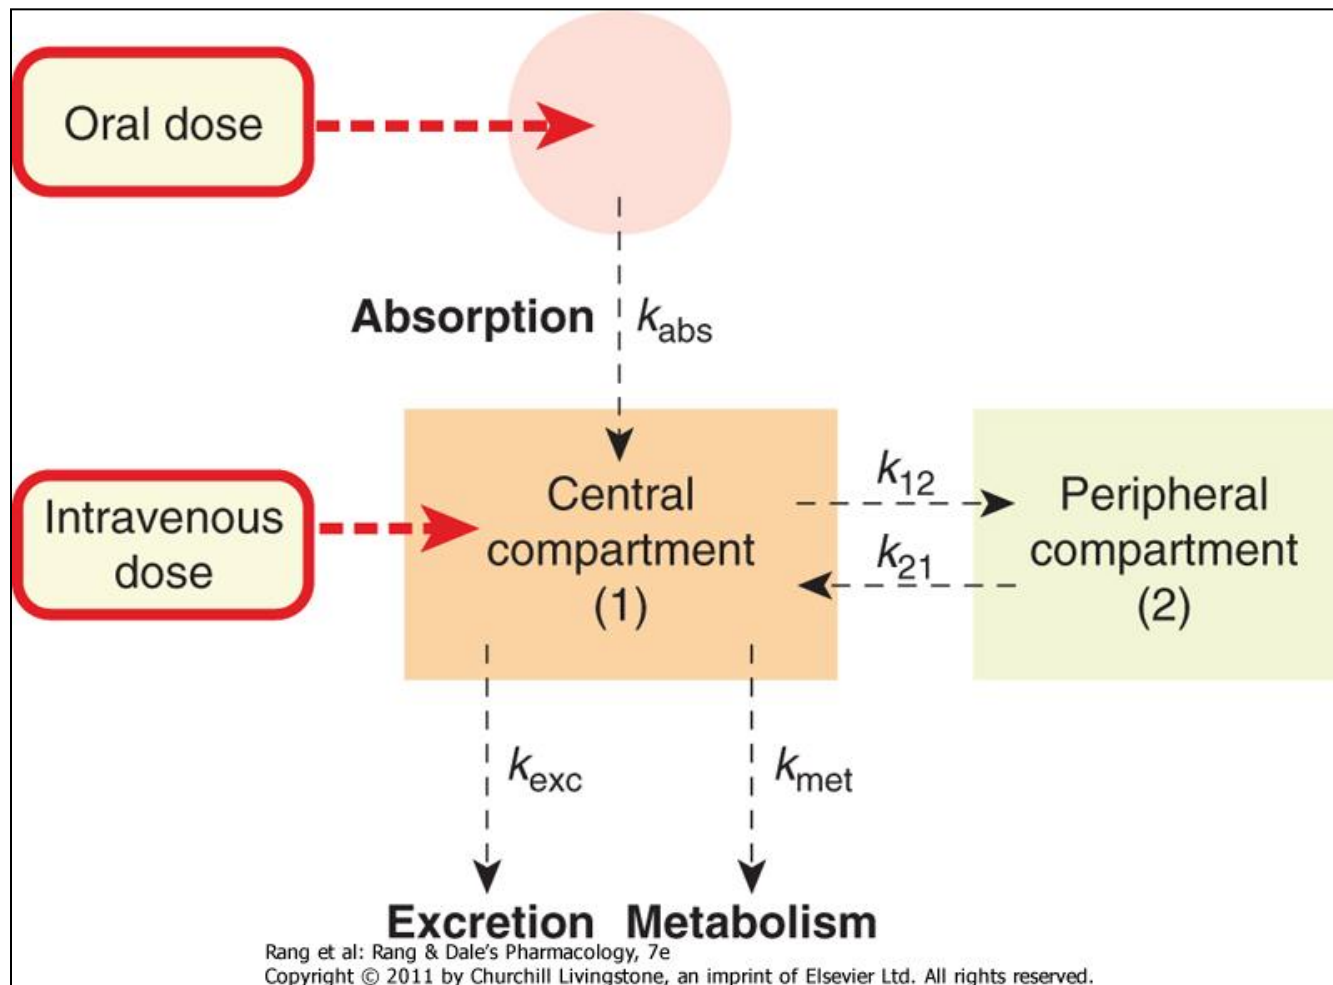 Oral dose
Absorption
kabs
Intravenous
dose
Central
compartment
(1)
k12
k21
Peripheral
compartment
(2)
kexc
kmet
Excretion
Metabolism
Rang et al: Rang & Dale's Pharmacology, 7e
Copyright © 2011 by Churchill Livingstone, an imprint of Elsevier Ltd. All rights reserved.